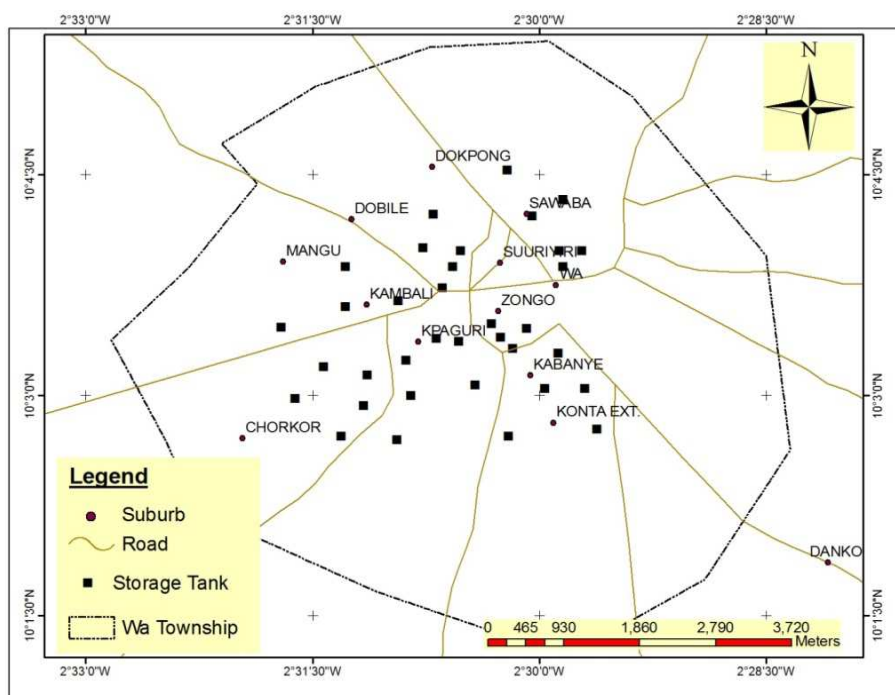 2°33'0"W 2°31'30"W 2°30'0"W 2°28'30"W
N
DOKPONG
10°4'30"N 10°4'30"N
SAWABA
DOBILE
MANGU SUURIYIRI
WA
KAMBALI ZONGO
KPAGURI
KABANYE
10°3'0"N 10°3'0"N
KONTA EXT.
CHORKOR
Legend
Suburb
Road
DANKO
Storage Tank
10°1'30"N 10°1'30"N
Wa Township
0 465 930 1,860 2,790 3,720
Meters
2°33'0"W 2°31'30"W 2°30'0"W 2°28'30"W